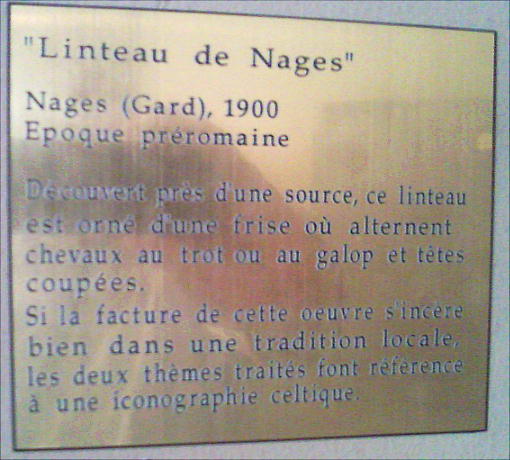 "Linteau de Nages"
Nages (Gard), 1900
Epoque préromaine
Découvert près d'une source, ce linteau
est orné d'une frise où alternent
chevaux au trot ou au galop et têtes
coupées.
Si la facture de cette oeuvre s'incère
bien dans une tradition locale,
les deux thèmes traités font référence
à une iconographie celtique.